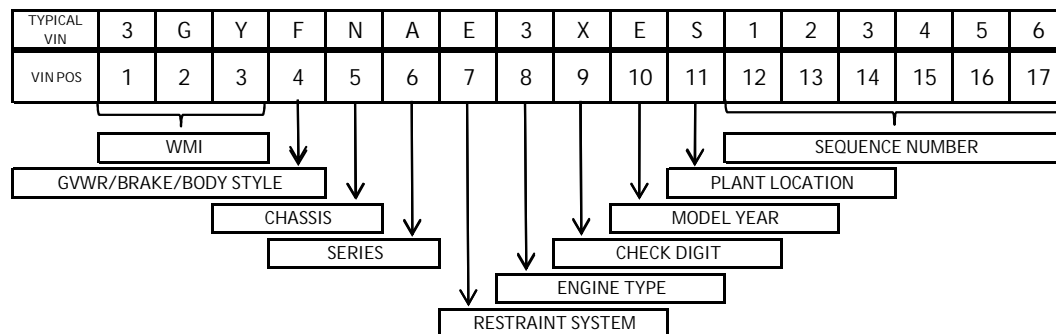 TYPICAL VIN 3 G Y F N A E 3 X E S 1 2 3 4 5 6
VIN POS 1 2 3 4 5 6 7 8 9 10 11 12 13 14 15 16 17
WMI SEQUENCE NUMBER
GVWR/BRAKE/BODY STYLE PLANT LOCATION
CHASSIS MODEL YEAR
SERIES CHECK DIGIT
ENGINE TYPE
RESTRAINT SYSTEM